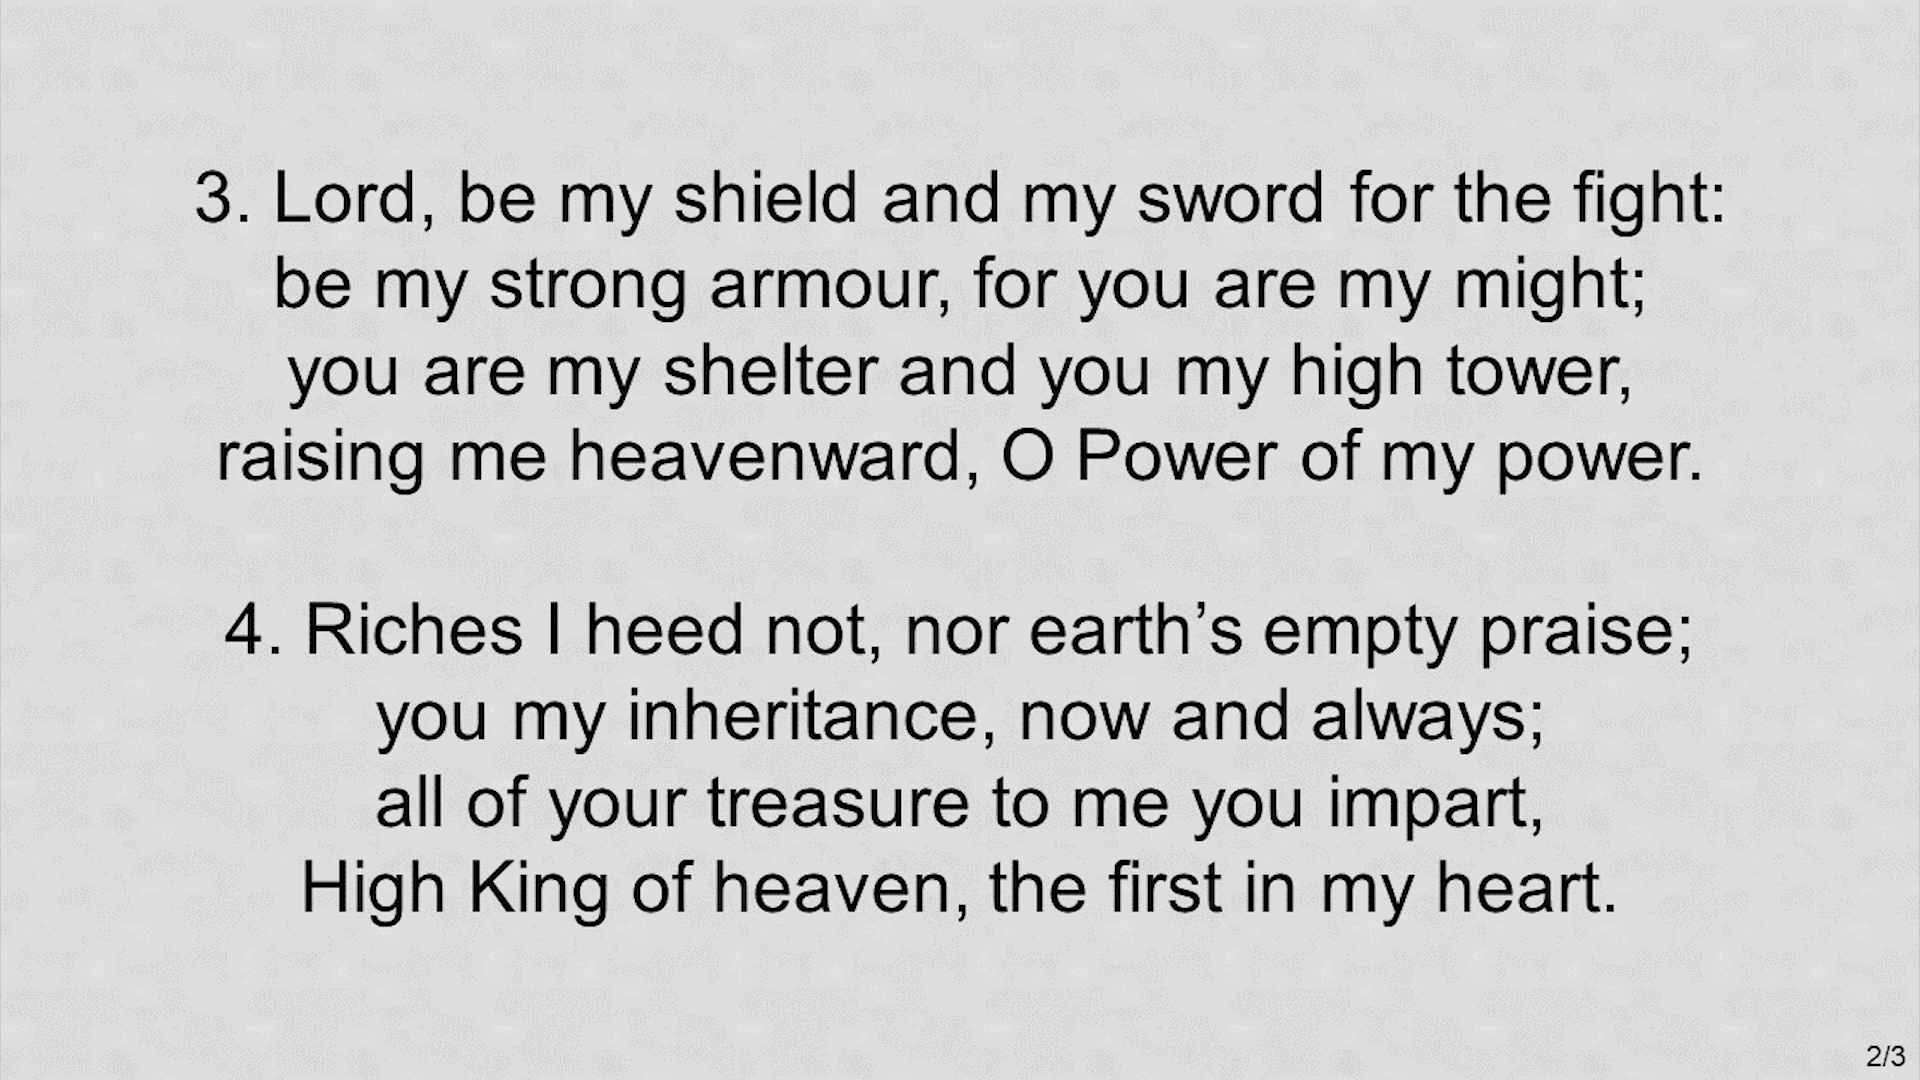 3. Lord, be my shield and my sword for the fight:
be my strong armour, for you are my might;
you are my shelter and you my high tower,
raising me heavenward, O Power of my power.
4. Riches I heed not, nor earth’s empty praise;
you my inheritance, now and always;
all of your treasure to me you impart,
High King of heaven, the first in my heart.
2/3